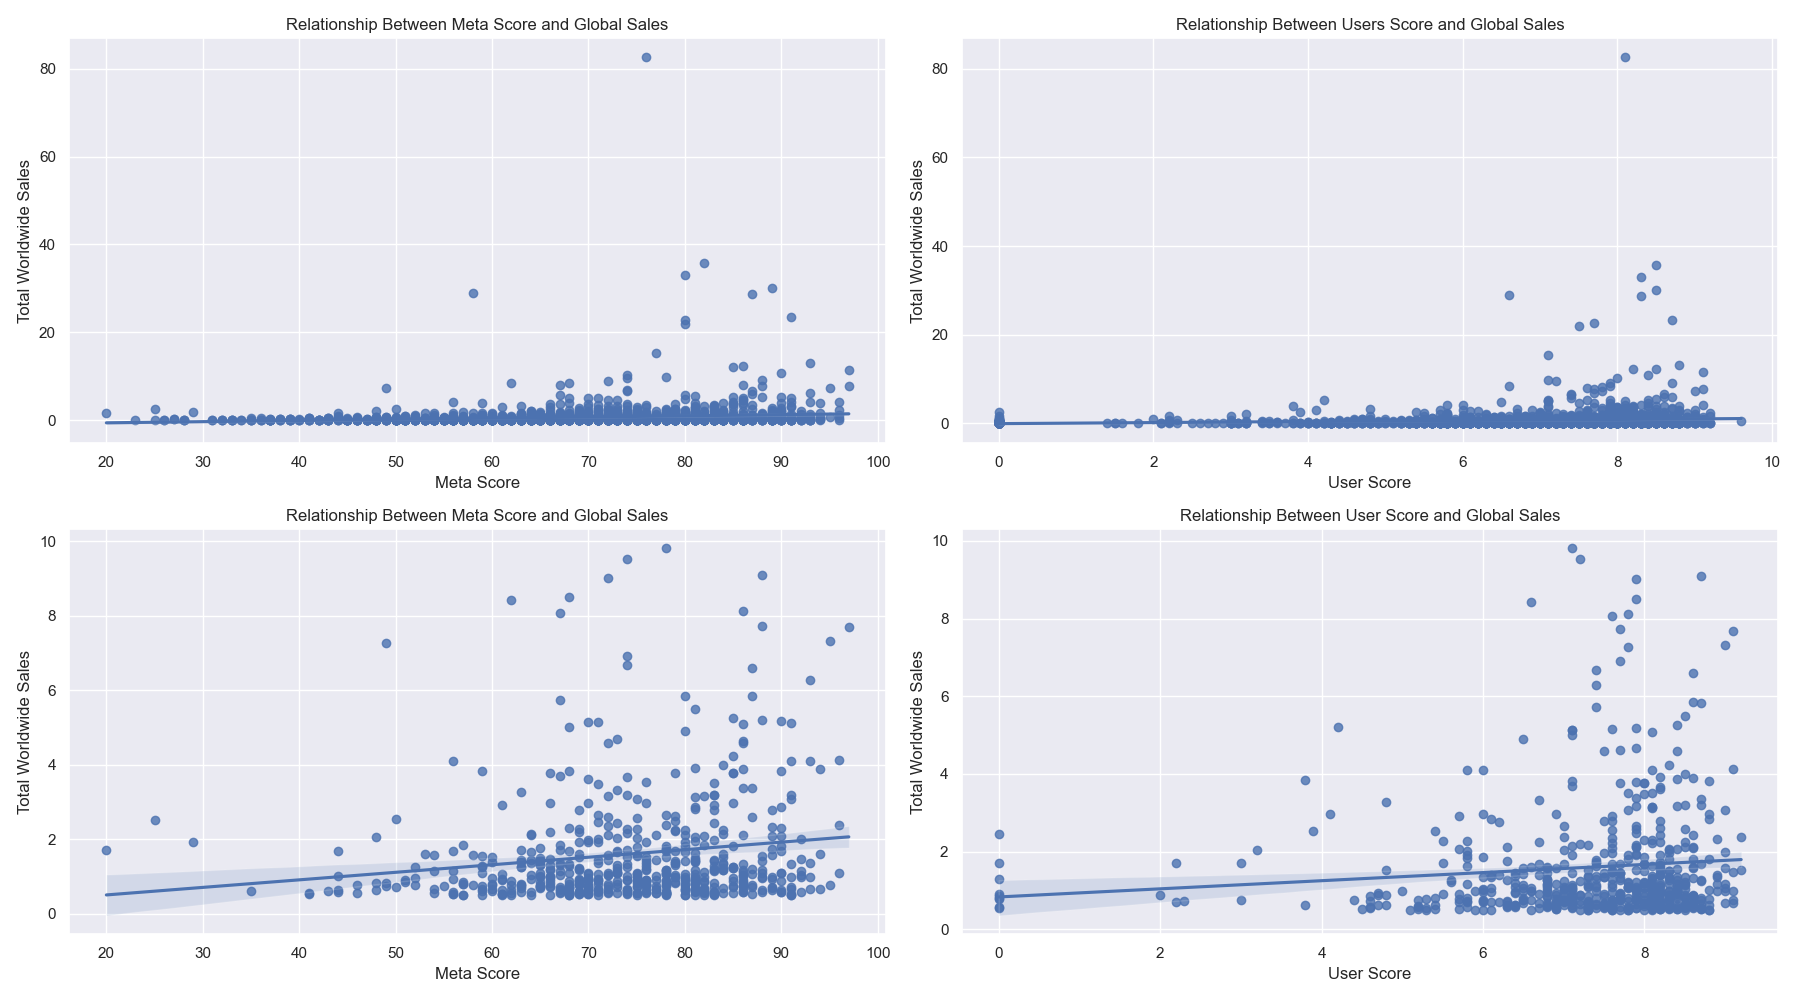 Relationship Between Meta Score and Global Sales
Total Worldwide Sales
80
60
40
20
0
20 30 40 50 60 70 80 90 100
Meta Score
Relationship Between Users Score and Global Sales
Total Worldwide Sales
80
60
40
20
0
0 2 4 6 8 10
User Score
Relationship Between Meta Score and Global Sales
Total Worldwide Sales
10
8
6
4
2
0
20 30 40 50 60 70 80 90 100
Meta Score
Relationship Between User Score and Global Sales
Total Worldwide Sales
10
8
6
4
2
0
0 2 4 6 8
User Score